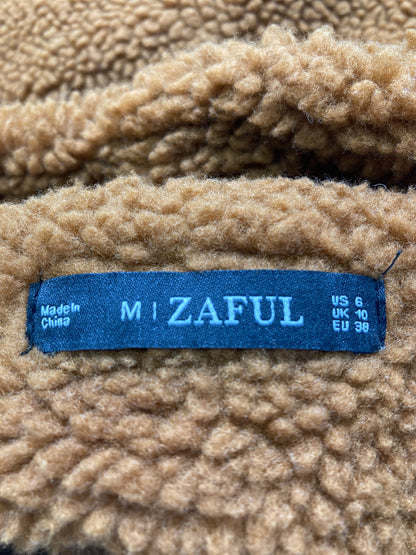 Made In
China
M | ZAFUL
US 6
UK 10
EU 38